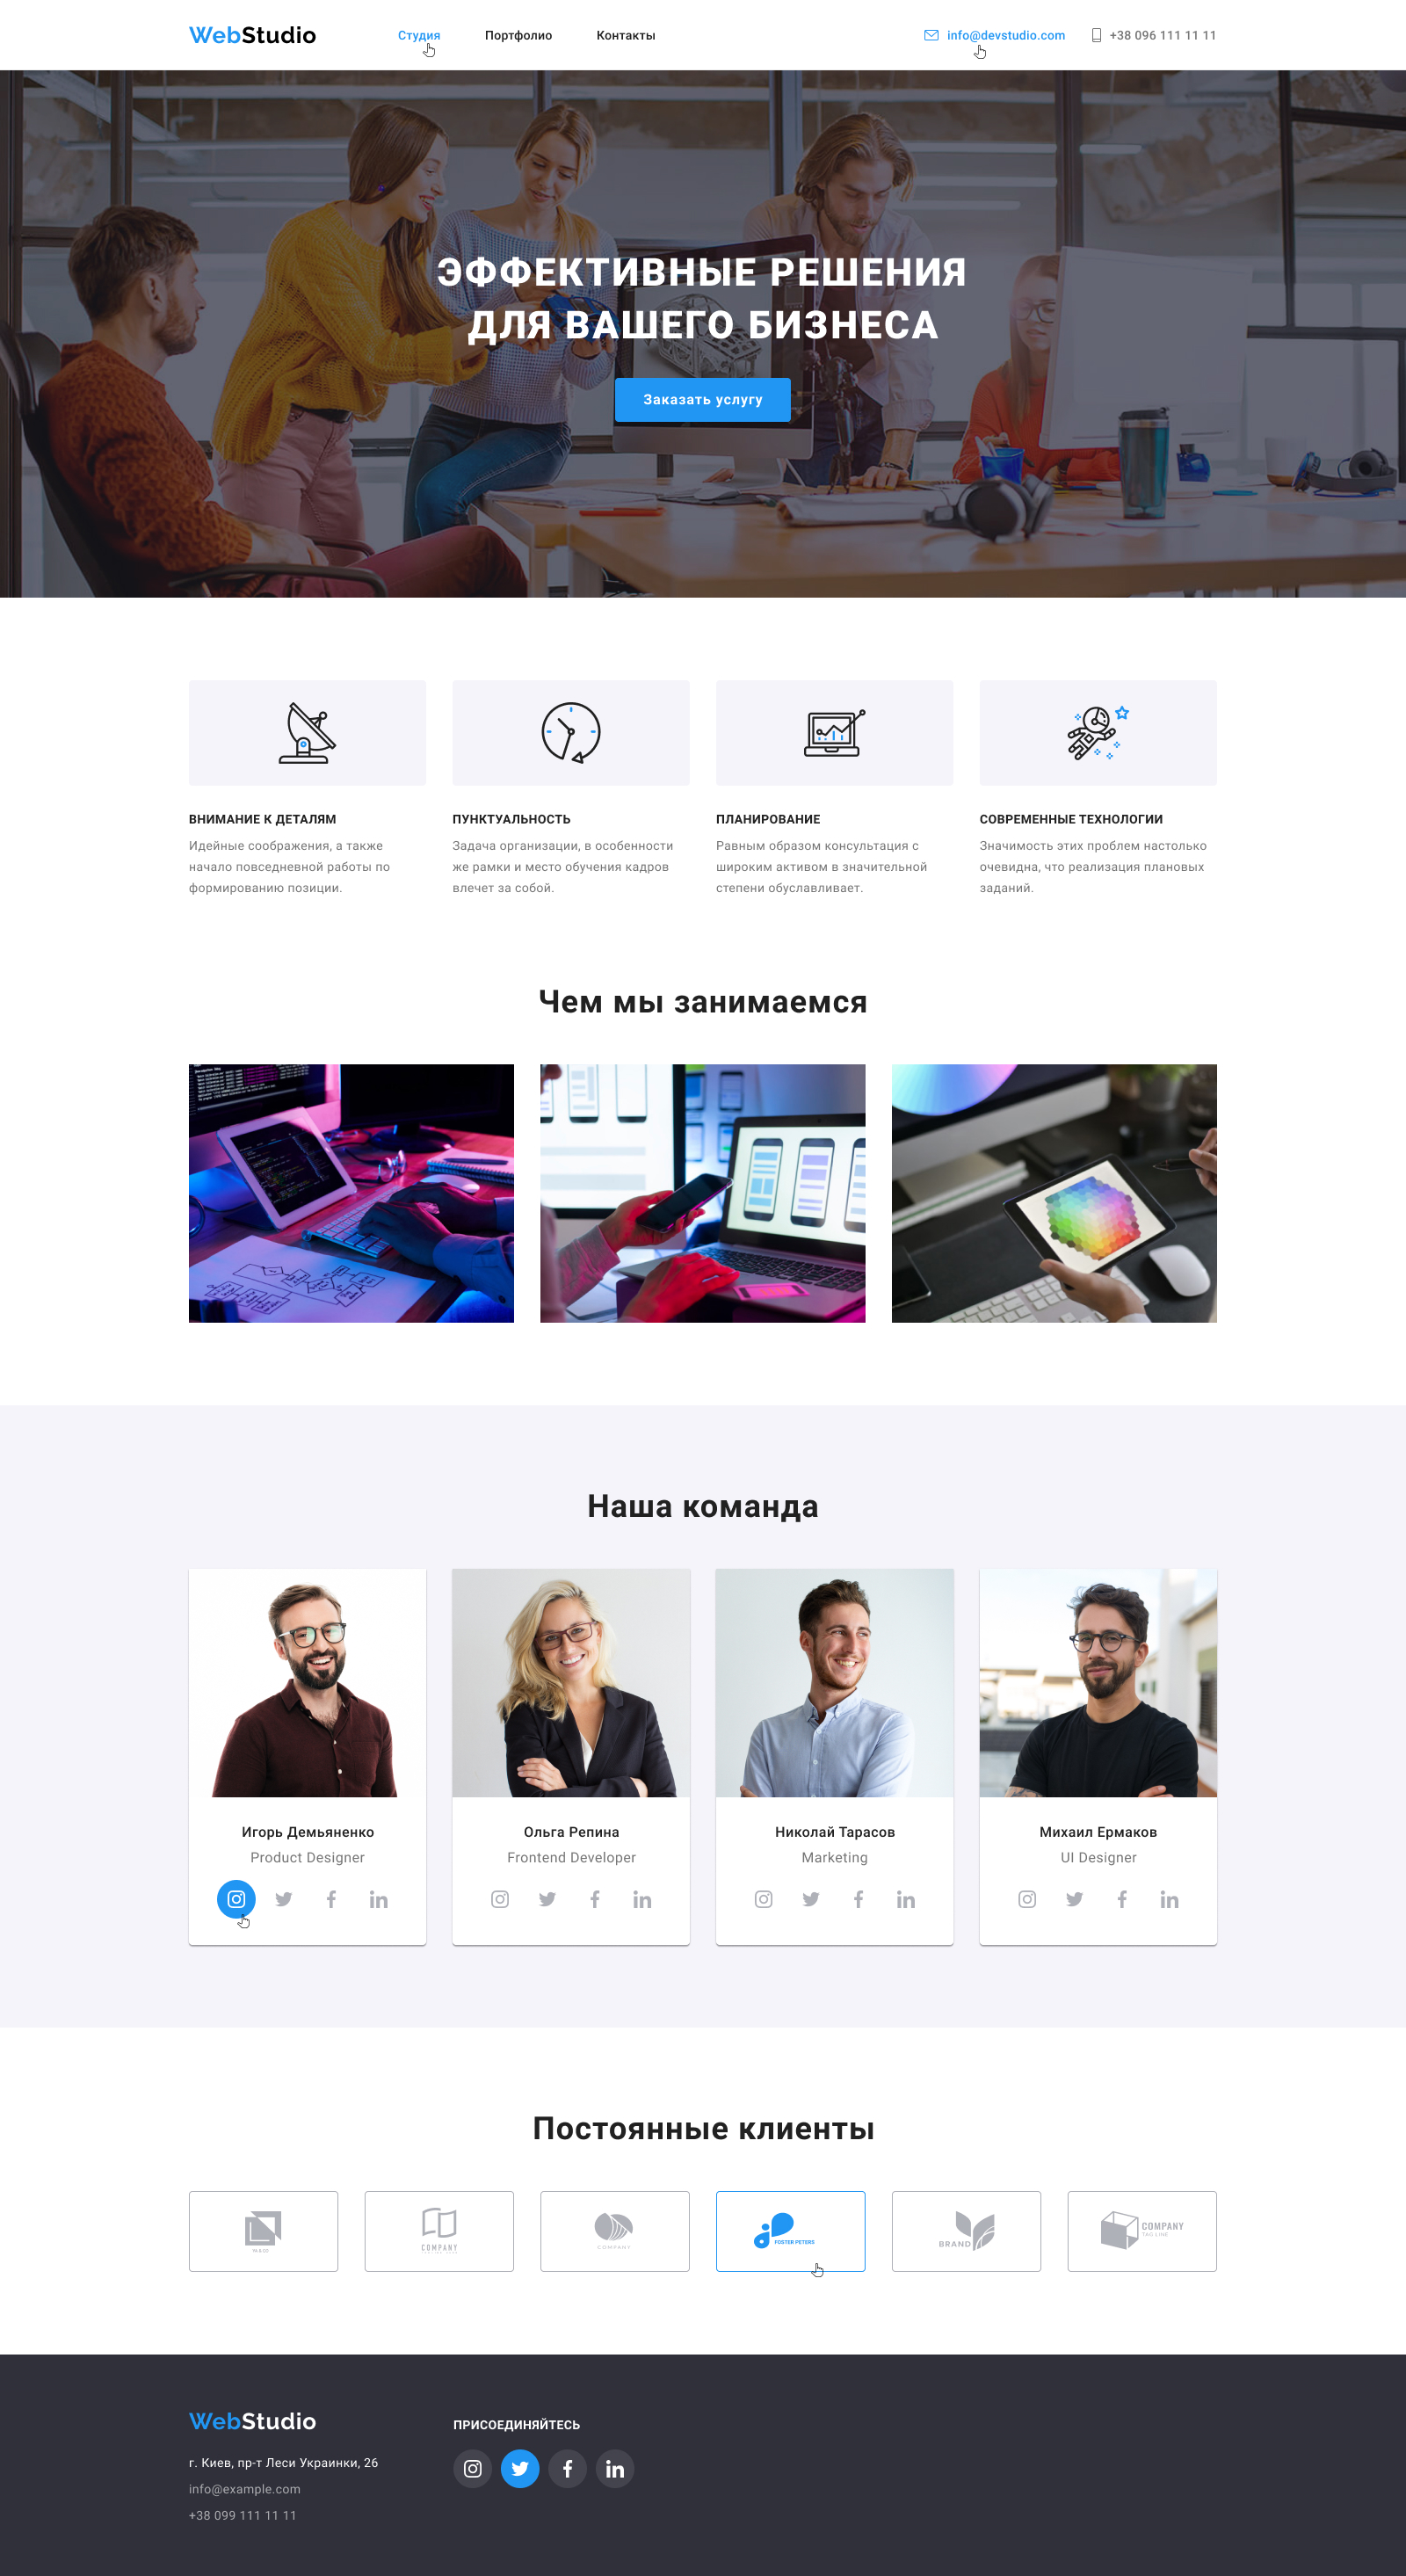 WebStudio
Студия
Портфолио
Контакты
info@devstudio.com
+38 096 111 11 11
ЭФФЕКТИВНЫЕ РЕШЕНИЯ
ДЛЯ ВАШЕГО БИЗНЕСА
Заказать услугу
ВНИМАНИЕ К ДЕТАЛЯМ
Идейные соображения, а также
начало повседневной работы по
формированию позиции.
ПУНКТУАЛЬНОСТЬ
Задача организации, в особенности
же рамки и место обучения кадров
влечет за собой.
ПЛАНИРОВАНИЕ
Равным образом консультация с
широким активом в значительной
степени обуславливает.
СОВРЕМЕННЫЕ ТЕХНОЛОГИИ
Значимость этих проблем настолько
очевидна, что реализация плановых
заданий.
Чем мы занимаемся
Наша команда
Игорь Демьяненко
Product Designer
Ольга Репина
Frontend Developer
Николай Тарасов
Marketing
Михаил Ермаков
UI Designer
Постоянные клиенты
COMPANY
COMPANY
FOSTER PETERS
BRAND
COMPANY
TAG LINE
WebStudio
г. Киев, пр-т Леси Украинки, 26
info@example.com
+38 099 111 11 11
ПРИСОЕДИНЯЙТЕСЬ